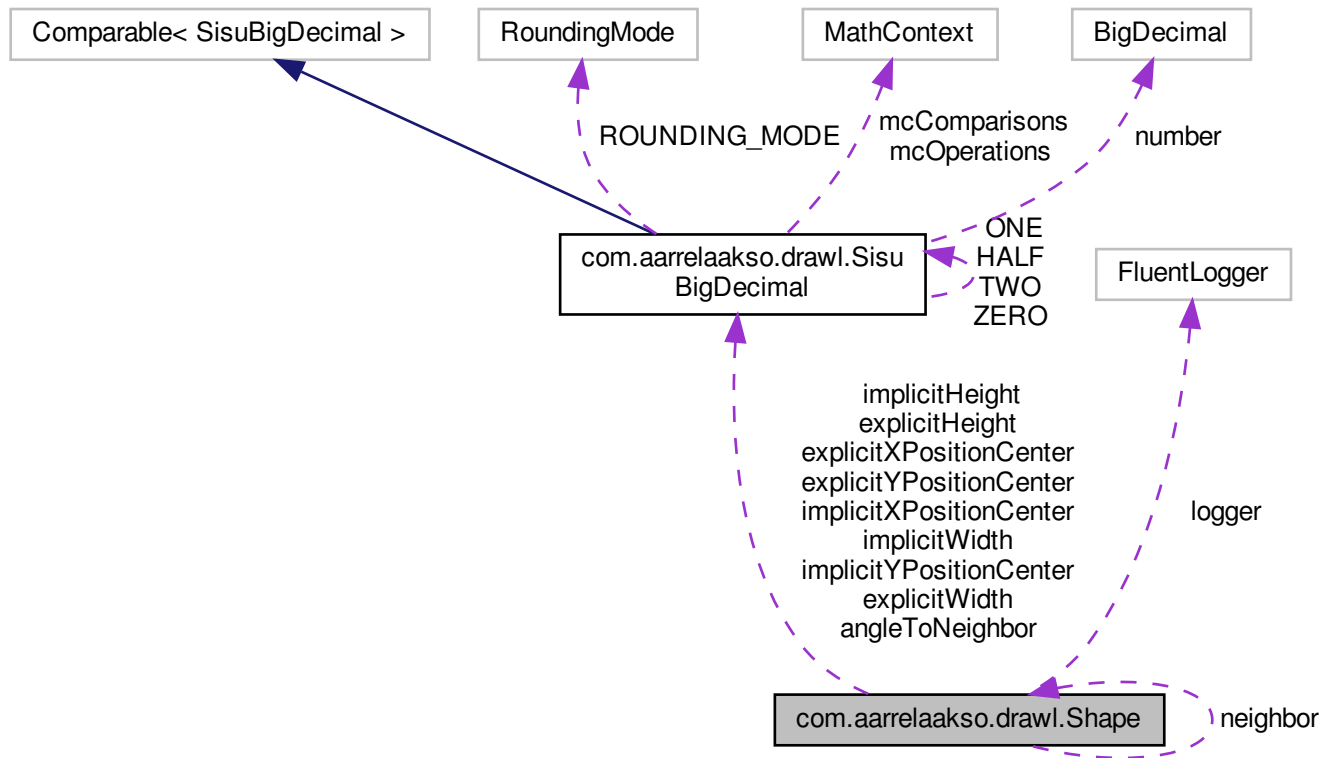 Comparable< SisuBigDecimal >
RoundingMode
MathContext
BigDecimal
ROUNDING_MODE
mcComparisons
mcOperations
number
com.aarrelaakso.drawl.Sisu
BigDecimal
ONE
HALF
TWO
ZERO
FluentLogger
implicitHeight
explicitHeight
explicitXPositionCenter
explicitYPositionCenter
implicitXPositionCenter
implicitWidth
implicitYPositionCenter
explicitWidth
angleToNeighbor
logger
com.aarrelaakso.drawl.Shape
neighbor